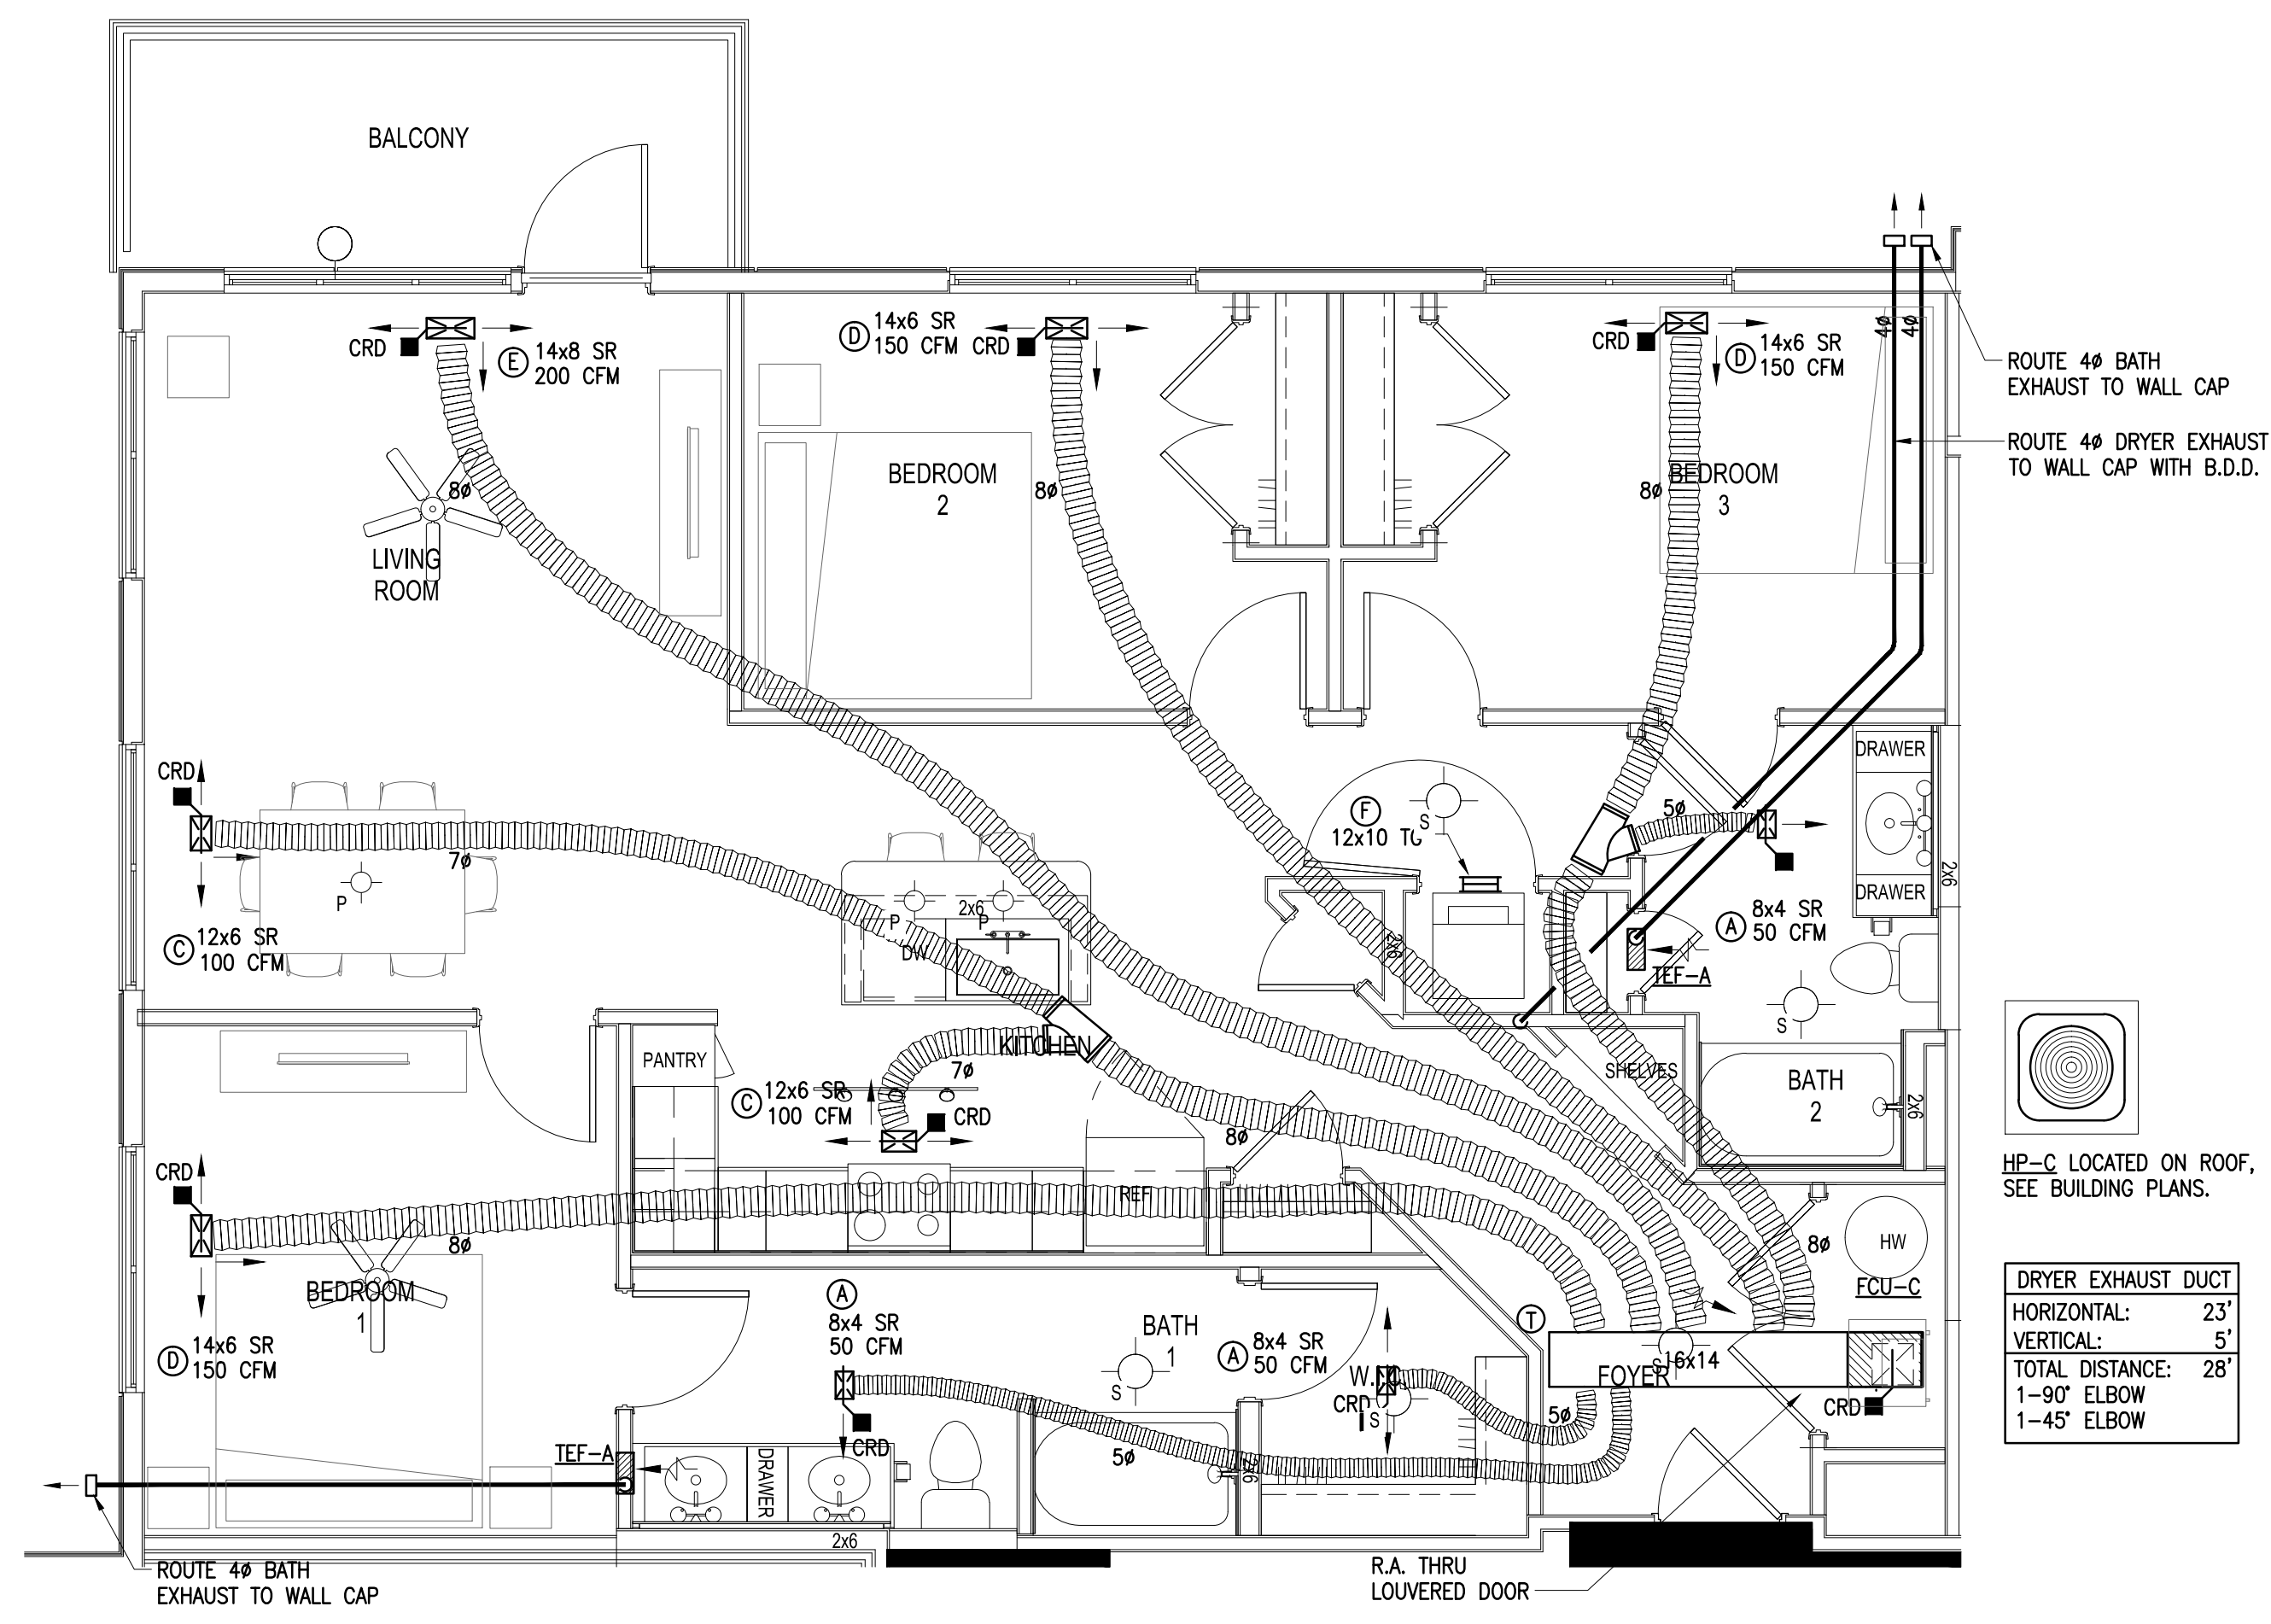 BALCONY
CRD
E
14x8 SR
200 CFM
D
14x6 SR
150 CFM
CRD
CRD
D
14x6 SR
150 CFM
4ø
4ø
ROUTE 4ø BATH
EXHAUST TO WALL CAP
ROUTE 4ø DRYER EXHAUST
TO WALL CAP WITH B.D.D.
8ø
LIVING
ROOM
8ø
BEDROOM
2
8ø
BEDROOM
3
CRD
7ø
P
C
12x6 SR
100 CFM
F
12x10
S
5ø
DRAWER
DRAWER
2x6
A
8x4 SR
50 CFM
TEF-A
S
P
2x6
P
DW
2x6
KITCHEN
PANTRY
7ø
C
12x6 SR
100 CFM
CRD
8ø
REF
SHELVES
BATH
2
2x6
HP-C LOCATED ON ROOF,
SEE BUILDING PLANS.
CRD
8ø
BEDROOM
1
D
14x6 SR
150 CFM
8ø
HW
FCU-C
T
16x14
S
FOYER
CRD
DRYER EXHAUST DUCT
HORIZONTAL: 23'
VERTICAL: 5'
TOTAL DISTANCE: 28'
1-90° ELBOW
1-45° ELBOW
A
8x4 SR
50 CFM
BATH
1
S
A
8x4 SR
50 CFM
CRD
S
5ø
CRD
5ø
2x6
TEF-A
DRAWER
2x6
ROUTE 4ø BATH
EXHAUST TO WALL CAP
R.A. THRU
LOUVERED DOOR